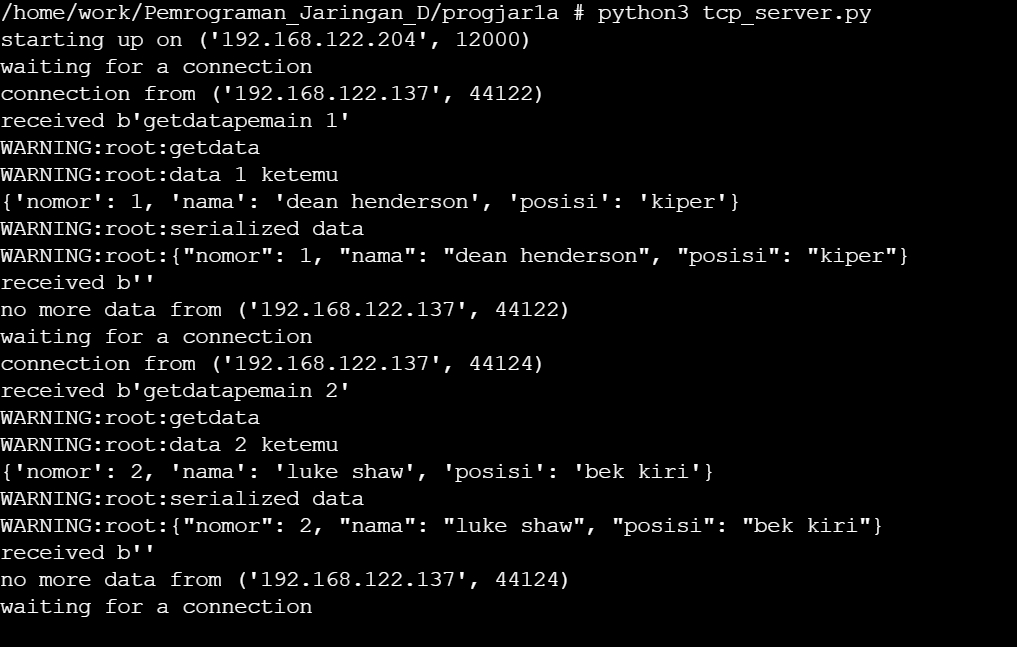 /home/work/Pemrograman_Jaringan_D/progjar1a # python3 tcp_server.py
starting up on ('192.168.122.204', 12000)
waiting for a connection
connection from ('192.168.122.137', 44122)
received b'getdatapemain 1'
WARNING:root:getdata
WARNING:root:data 1 ketemu
{'nomor': 1, 'nama': 'dean henderson', 'posisi': 'kiper'}
WARNING:root:serialized data
WARNING:root:{"nomor": 1, "nama": "dean henderson", "posisi": "kiper"}
received b''
no more data from ('192.168.122.137', 44122)
waiting for a connection
connection from ('192.168.122.137', 44124)
received b'getdatapemain 2'
WARNING:root:getdata
WARNING:root:data 2 ketemu
{'nomor': 2, 'nama': 'luke shaw', 'posisi': 'bek kiri'}
WARNING:root:serialized data
WARNING:root:{"nomor": 2, "nama": "luke shaw", "posisi": "bek kiri"}
received b''
no more data from ('192.168.122.137', 44124)
waiting for a connection